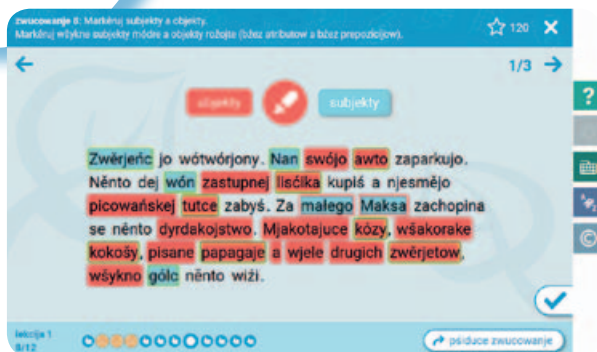 zwucowanje 8: Markěruj subjekty a objekty.
Markěruj wšykne subjekty módre a objekty rožojte (bźez atributow a bźez prepozicijow).
120
1/3
objekty
subjekty
Zwěrjeńc jo wótwórjony. Nan swójo awto zaparkujo.
Něnto dej wón zastupnej lisćika kupiś a njesmějo
picowańskej tutce zabyś. Za małego Maksa zachopina
se něnto dyrdakojstwo. Mjakotajuce kózy, wšakorake
kokošy, pisane papagaje a wjele drugich zwěrjetow,
wšykno gólc něnto wiźi.
lekcija 1
8/12
psiduce zwucowanje
?
©